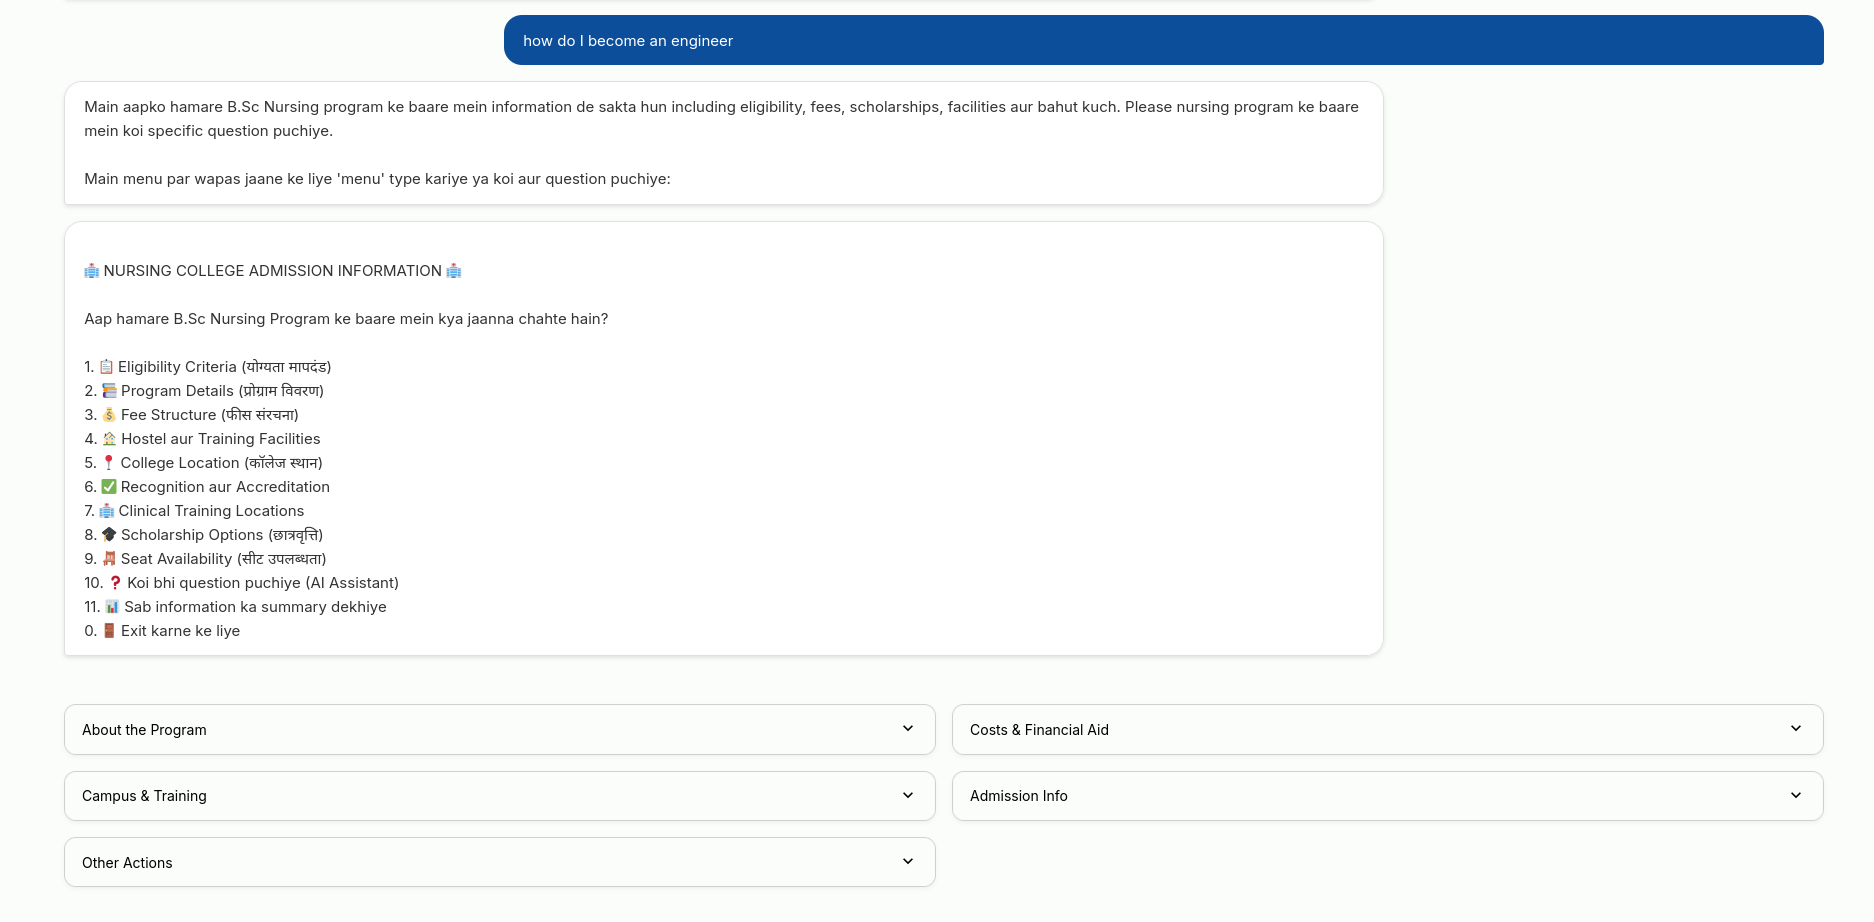 how do I become an engineer
Main aapko hamare B.Sc Nursing program ke baare mein information de sakta hun including eligibility, fees, scholarships, facilities aur bahut kuch. Please nursing program ke baare
mein koi specific question puchiye.
Main menu par wapas jaane ke liye 'menu' type kariye ya koi aur question puchiye:
🏥 NURSING COLLEGE ADMISSION INFORMATION 🏥
Aap hamare B.Sc Nursing Program ke baare mein kya jaanna chahte hain?
1. 📋 Eligibility Criteria (योग्यता मापदंड)
2. 📚 Program Details (प्रोग्राम विवरण)
3. 💰 Fee Structure (फीस संरचना)
4. 🏠 Hostel aur Training Facilities
5. 📍 College Location (कॉलेज स्थान)
6. ✅ Recognition aur Accreditation
7. 🏥 Clinical Training Locations
8. 🎓 Scholarship Options (छात्रवृत्ति)
9. 🪑 Seat Availability (सीट उपलब्धता)
10. ❓ Koi bhi question puchiye (AI Assistant)
11. 📊 Sab information ka summary dekhiye
0. 🚪 Exit karne ke liye
About the Program
Costs & Financial Aid
Campus & Training
Admission Info
Other Actions